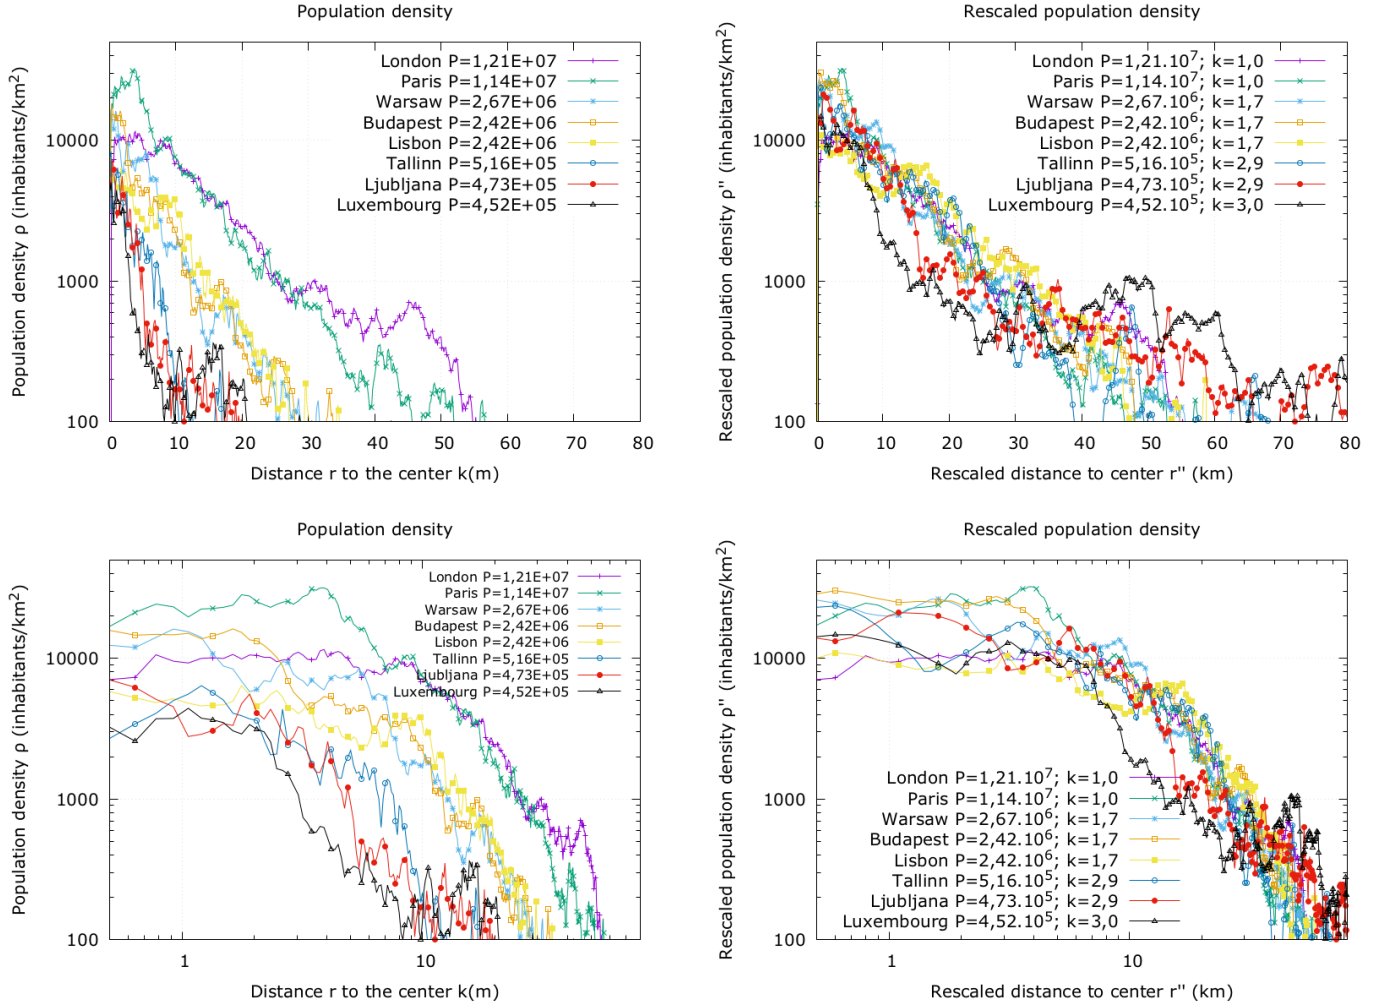 Population density
Population density ρ (inhabitants/km²)
London P=1,21E+07
Paris P=1,14E+07
Warsaw P=2,67E+06
Budapest P=2,42E+06
Lisbon P=2,42E+06
Tallinn P=5,16E+05
Ljubljana P=4,73E+05
Luxembourg P=4,52E+05
10000
1000
100
0 10 20 30 40 50 60 70 80
Distance r to the center k(m)
Rescaled population density
Rescaled population density ρ" (inhabitants/km²)
London P=1,21.10⁷; k=1,0
Paris P=1,14.10⁷; k=1,0
Warsaw P=2,67.10⁶; k=1,7
Budapest P=2,42.10⁶; k=1,7
Lisbon P=2,42.10⁶; k=1,7
Tallinn P=5,16.10⁵; k=2,9
Ljubljana P=4,73.10⁵; k=2,9
Luxembourg P=4,52.10⁵; k=3,0
10000
1000
100
0 10 20 30 40 50 60 70 80
Rescaled distance to center r" (km)
Population density
Population density ρ (inhabitants/km²)
London P=1,21E+07
Paris P=1,14E+07
Warsaw P=2,67E+06
Budapest P=2,42E+06
Lisbon P=2,42E+06
Tallinn P=5,16E+05
Ljubljana P=4,73E+05
Luxembourg P=4,52E+05
10000
1000
100
1 10
Distance r to the center k(m)
Rescaled population density
Rescaled population density ρ" (inhabitants/km²)
10000
1000
100
London P=1,21.10⁷; k=1,0
Paris P=1,14.10⁷; k=1,0
Warsaw P=2,67.10⁶; k=1,7
Budapest P=2,42.10⁶; k=1,7
Lisbon P=2,42.10⁶; k=1,7
Tallinn P=5,16.10⁵; k=2,9
Ljubljana P=4,73.10⁵; k=2,9
Luxembourg P=4,52.10⁵; k=3,0
1 10
Rescaled distance to center r" (km)